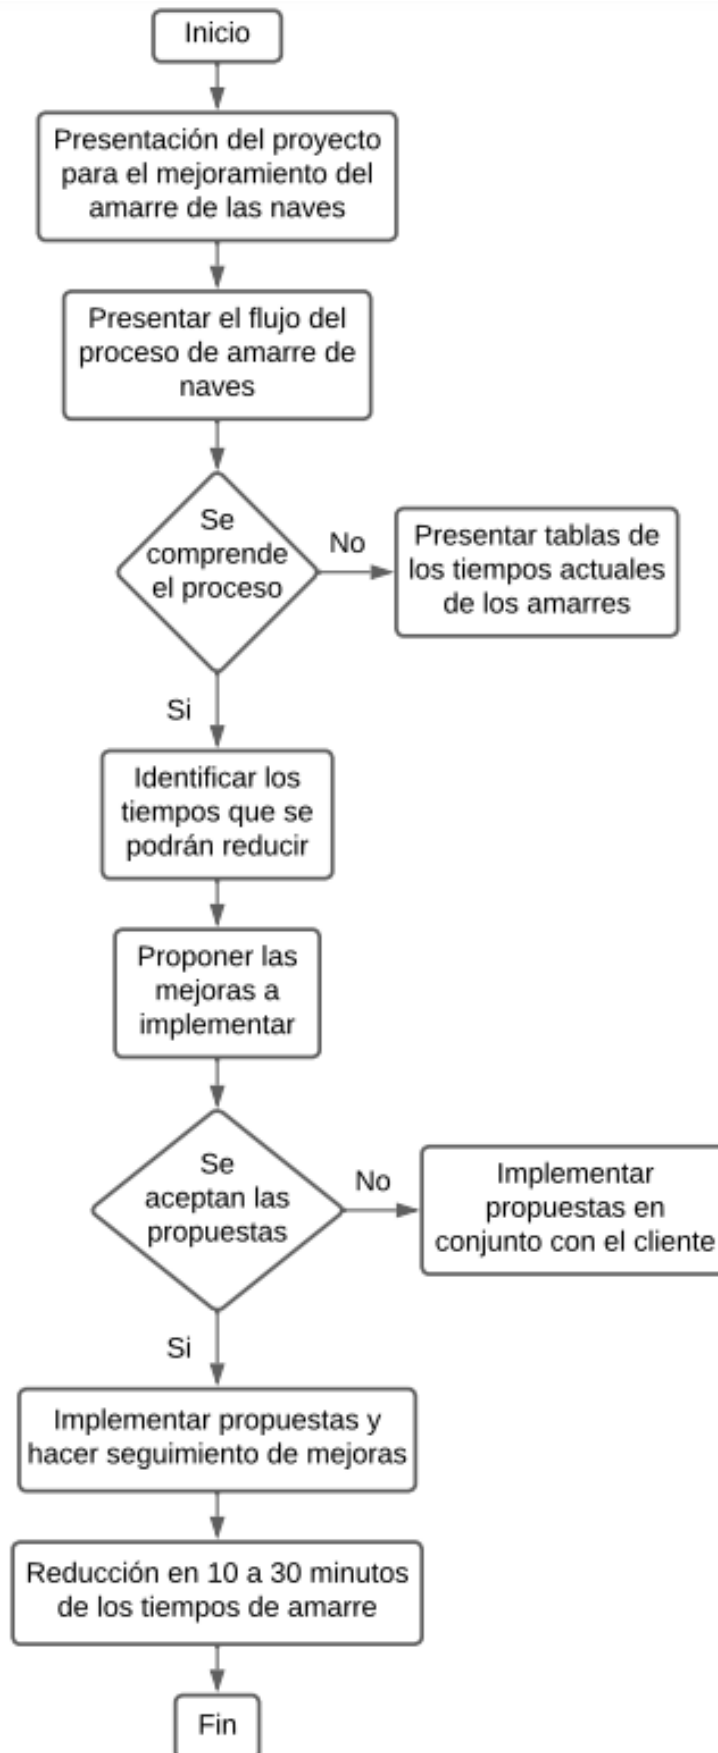 Inicio
Presentación del proyecto
para el mejoramiento del
amarre de las naves
Presentar el flujo del
proceso de amarre de
naves
Se
comprende
el proceso
No
Presentar tablas de
los tiempos actuales
de los amarres
Si
Identificar los
tiempos que se
podrán reducir
Proponer las
mejoras a
implementar
Se
aceptan las
propuestas
No
Implementar
propuestas en
conjunto con el cliente
Si
Implementar propuestas y
hacer seguimiento de mejoras
Reducción en 10 a 30 minutos
de los tiempos de amarre
Fin